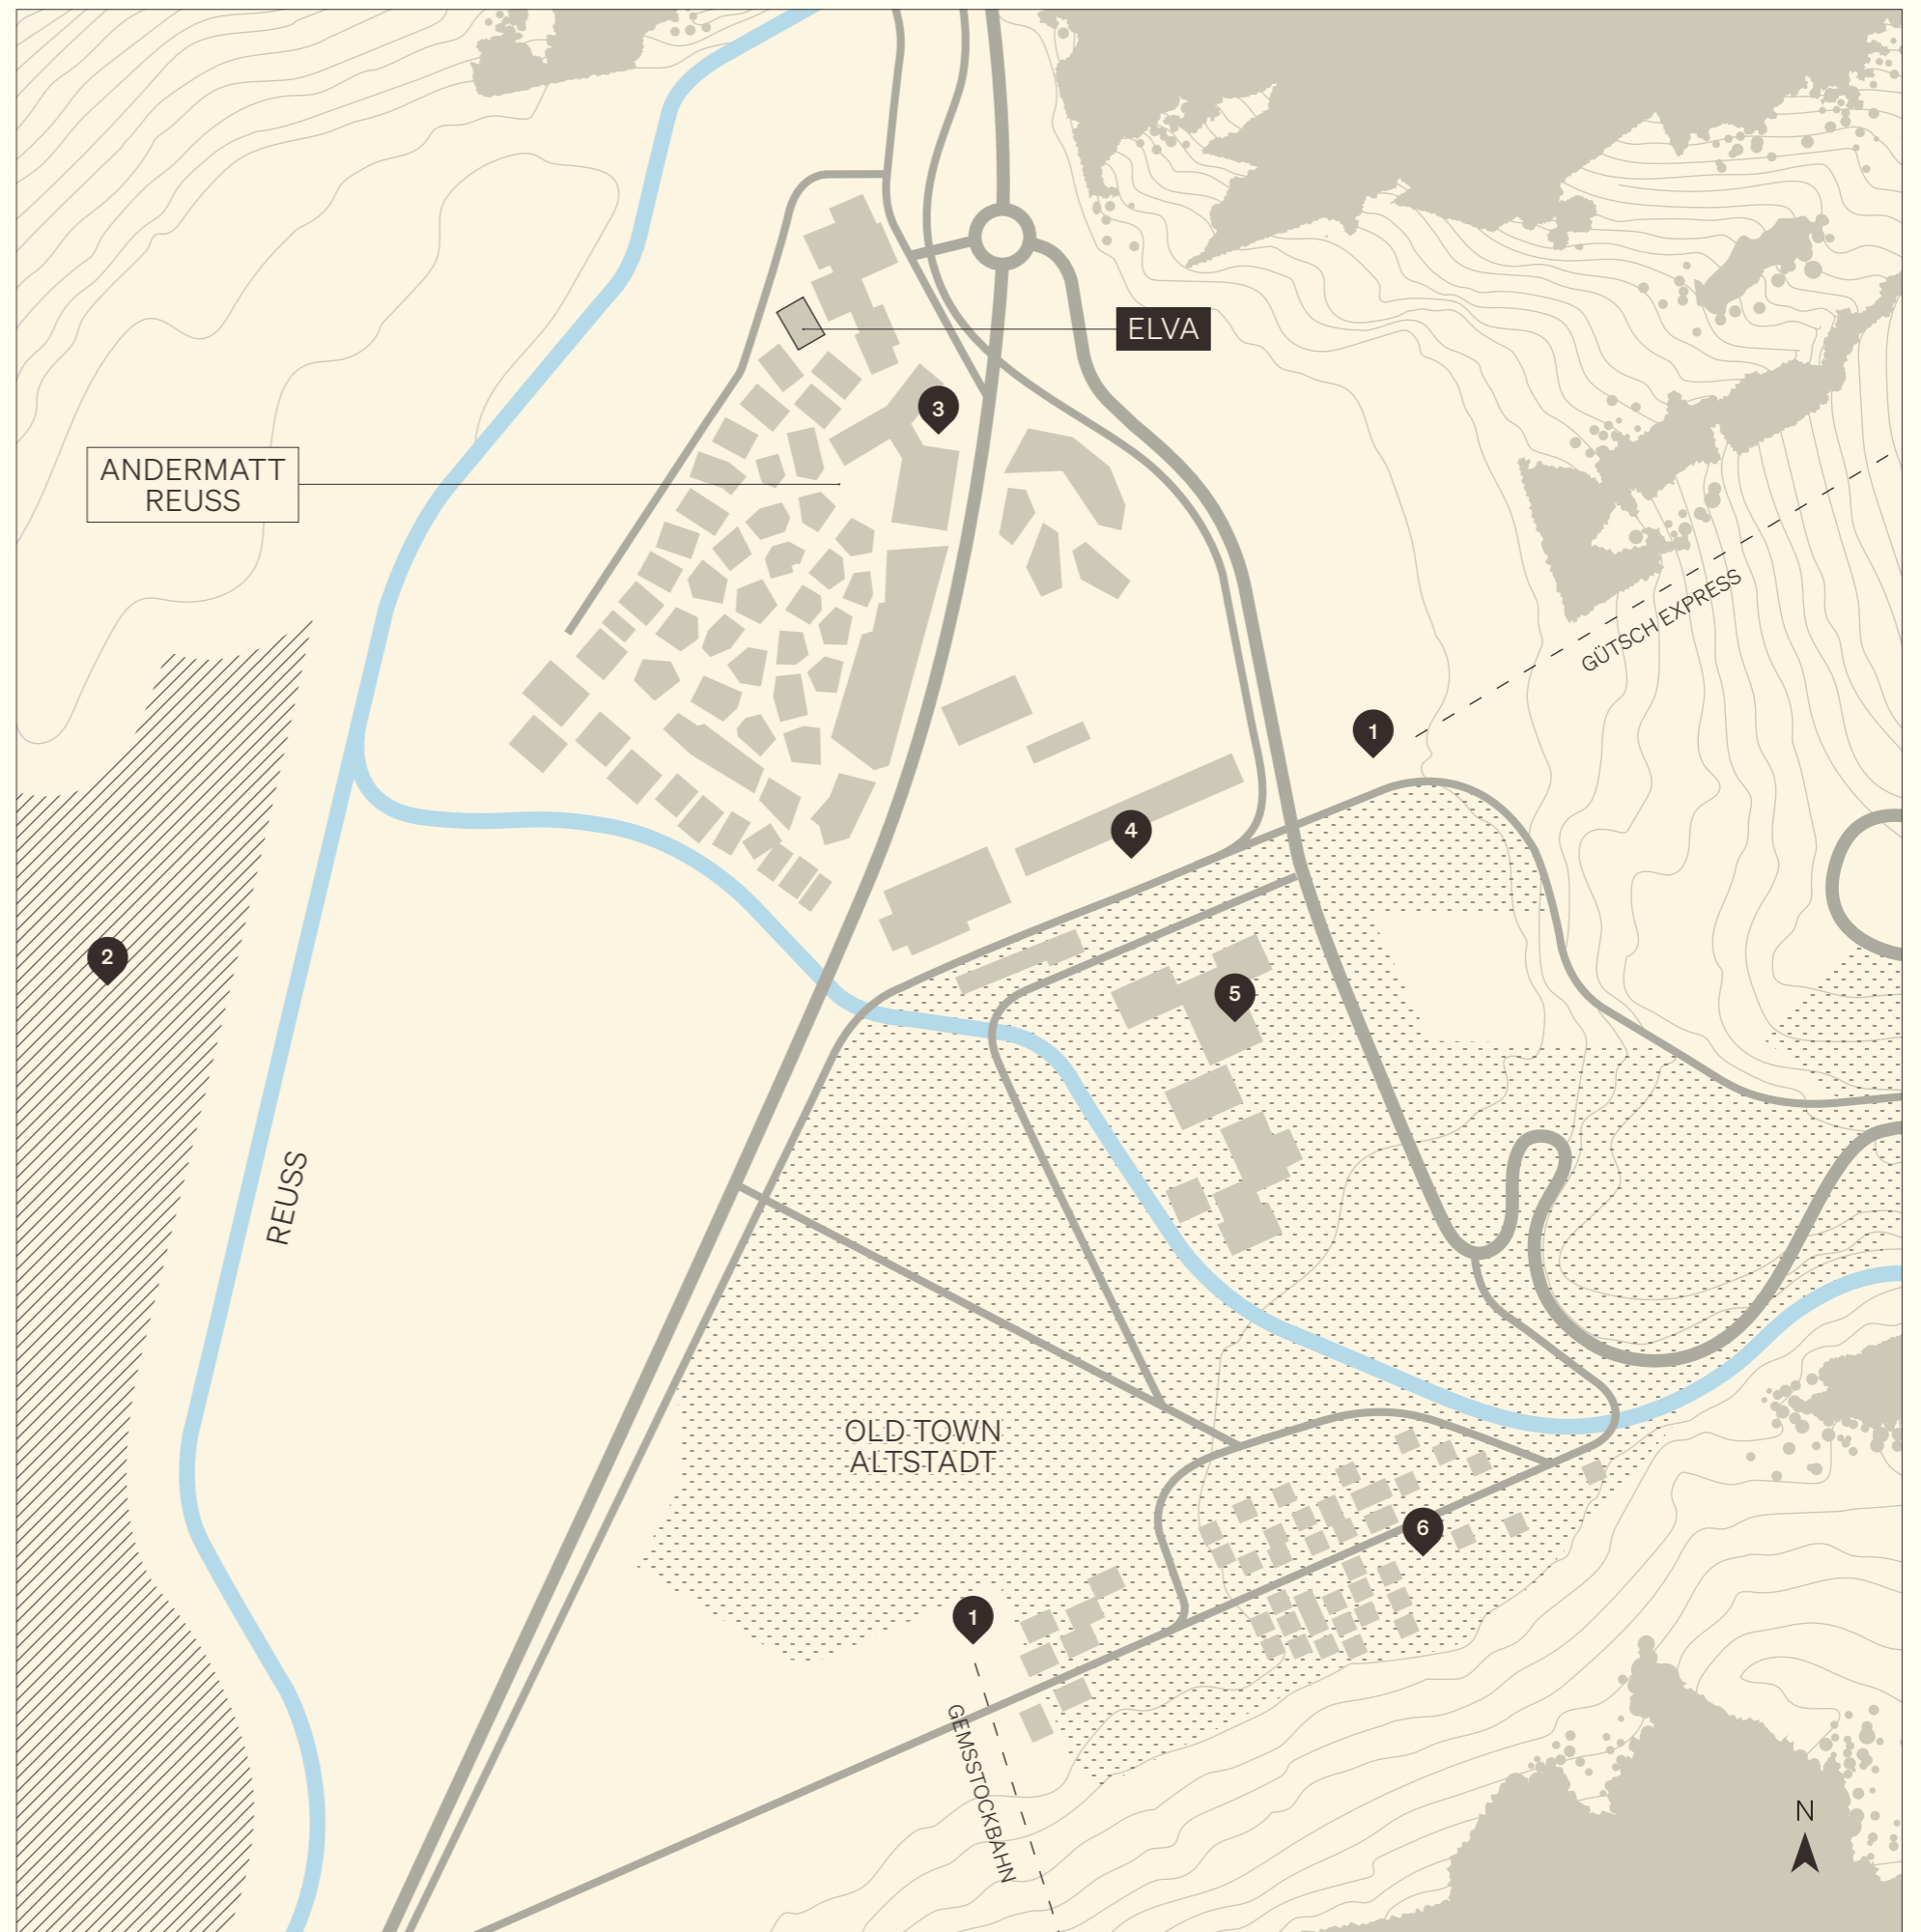 ELVA
3
ANDERMATT
REUSS
GÜTSCH EXPRESS
1
4
2
5
REUSS
OLD TOWN
ALTSTADT
6
1
GEMSSTOCKBAHN
N